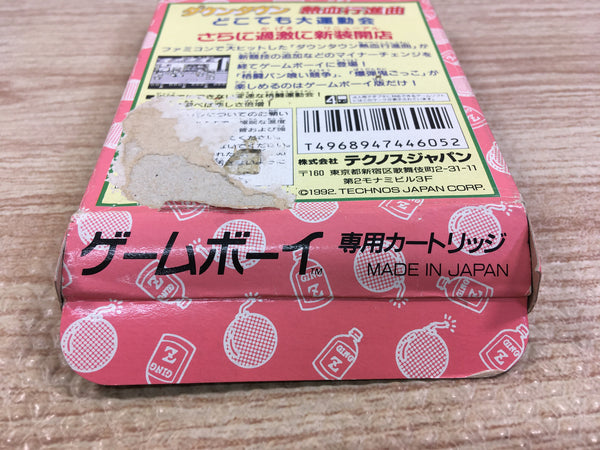 ダウンタウン 熱血行進曲
どこでも大運動会
さらに過激に新装開店
ファミコンで大ヒットした「ダウンタウン熱血行進曲」が
新競技の追加などのマイナーチェンジを
経てゲームボーイに登場!
「格闘パン喰い競争」、「爆弾鬼ごっこ」が
楽しめるのはゲームボーイ版だけ!
T4968947446052
株式会社 テクノスジャパン
〒160 東京都新宿区歌舞伎町2-31-11
第2モナミビル3F
©1992. TECHNOS JAPAN CORP.
ゲームボーイ™ 専用カートリッジ
MADE IN JAPAN
Z GING
Z GING
Z GING